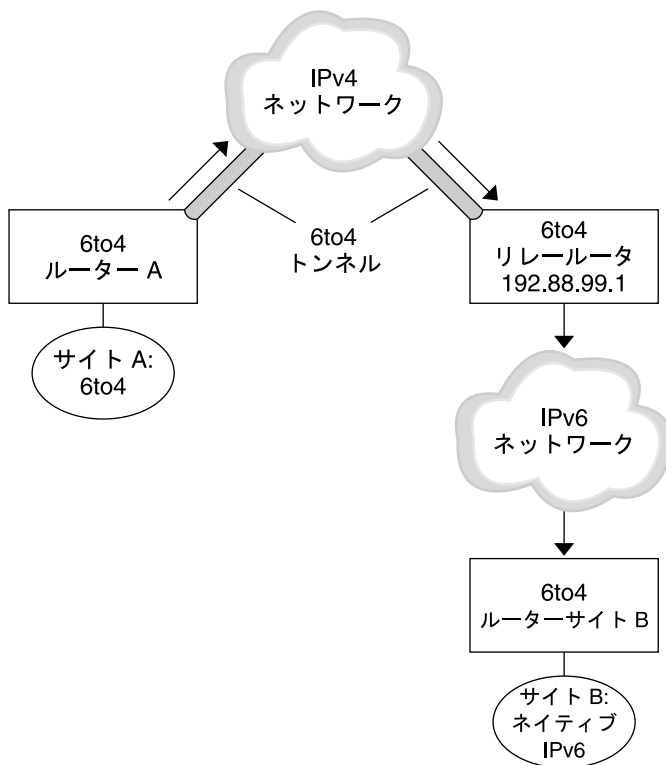 IPv4
ネットワーク
6to4
ルーター A
6to4
トンネル
6to4
リレールータ
192.88.99.1
サイト A:
6to4
IPv6
ネットワーク
6to4
ルーターサイト B
サイト B:
ネイティブ
IPv6